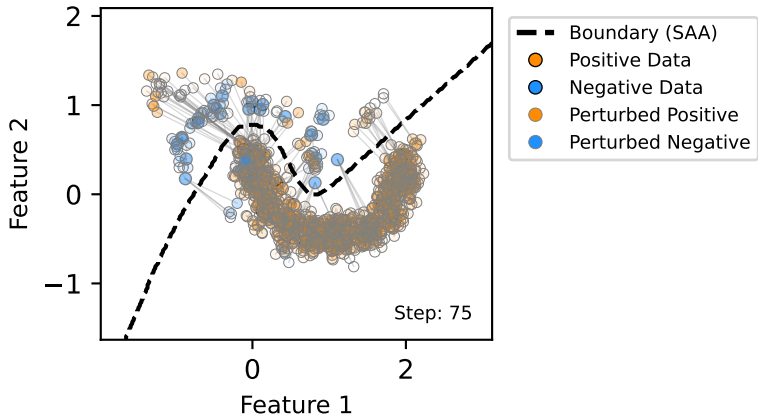 2
1
0
−1
0
2
Feature 2
Feature 1
Step: 75
Boundary (SAA)
Positive Data
Negative Data
Perturbed Positive
Perturbed Negative